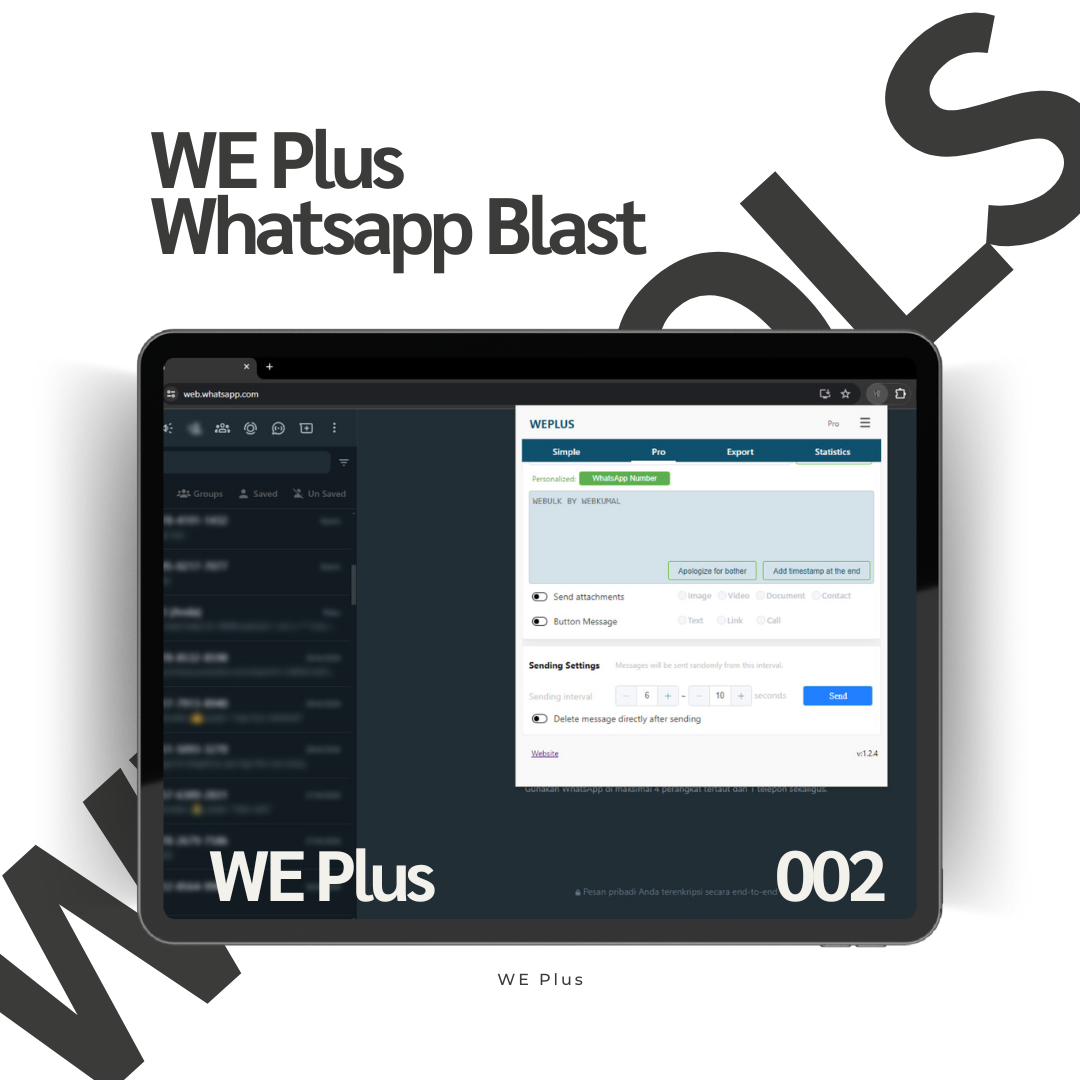 WE Plus
Whatsapp Blast
web.whatsapp.com
WEPLUS
Pro
Simple
Pro
Export
Statistics
Groups
Saved
Un Saved
Personalized:
WhatsApp Number
WEBULK BY WEBKUMAL
Apologize for bother
Add timestamp at the end
Send attachments
Image
Video
Document
Contact
Button Message
Text
Link
Call
Sending Settings
Messages will be sent randomly from this interval.
Sending interval
6
-
10
seconds
Send
Delete message directly after sending
Website
v:1.2.4
Gunakan WhatsApp di maksimal 4 perangkat tertaut dan 1 telepon sekaligus.
Pesan pribadi Anda terenkripsi secara end-to-end
WE Plus
002
WE Plus